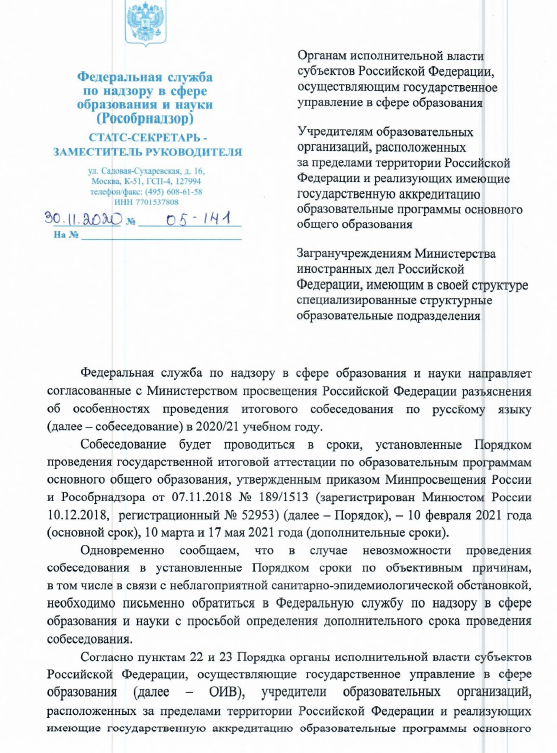 Федеральная служба
по надзору в сфере
образования и науки
(Рособрнадзор)
СТАТС-СЕКРЕТАРЬ -
ЗАМЕСТИТЕЛЬ РУКОВОДИТЕЛЯ
ул. Садовая-Сухаревская, д. 16,
Москва, К-51, ГСП-4, 127994
телефон/факс: (495) 608-61-58
ИНН 7701537808
30.11.2020 № 05-141
На №
Органам исполнительной власти
субъектов Российской Федерации,
осуществляющим государственное
управление в сфере образования
Учредителям образовательных
организаций, расположенных
за пределами территории Российской
Федерации и реализующих имеющие
государственную аккредитацию
образовательные программы основного
общего образования
Загранучреждениям Министерства
иностранных дел Российской
Федерации, имеющим в своей структуре
специализированные структурные
образовательные подразделения
Федеральная служба по надзору в сфере образования и науки направляет
согласованные с Министерством просвещения Российской Федерации разъяснения
об особенностях проведения итогового собеседования по русскому языку
(далее – собеседование) в 2020/21 учебном году.
Собеседование будет проводиться в сроки, установленные Порядком
проведения государственной итоговой аттестации по образовательным программам
основного общего образования, утвержденным приказом Минпросвещения России
и Рособрнадзора от 07.11.2018 № 189/1513 (зарегистрирован Минюстом России
10.12.2018, регистрационный № 52953) (далее – Порядок), – 10 февраля 2021 года
(основной срок), 10 марта и 17 мая 2021 года (дополнительные сроки).
Одновременно сообщаем, что в случае невозможности проведения
собеседования в установленные Порядком сроки по объективным причинам,
в том числе в связи с неблагоприятной санитарно-эпидемиологической обстановкой,
необходимо письменно обратиться в Федеральную службу по надзору в сфере
образования и науки с просьбой определения дополнительного срока проведения
собеседования.
Согласно пунктам 22 и 23 Порядка органы исполнительной власти субъектов
Российской Федерации, осуществляющие государственное управление в сфере
образования (далее – ОИВ), учредители образовательных организаций,
расположенных за пределами территории Российской Федерации и реализующих
имеющие государственную аккредитацию образовательные программы основного